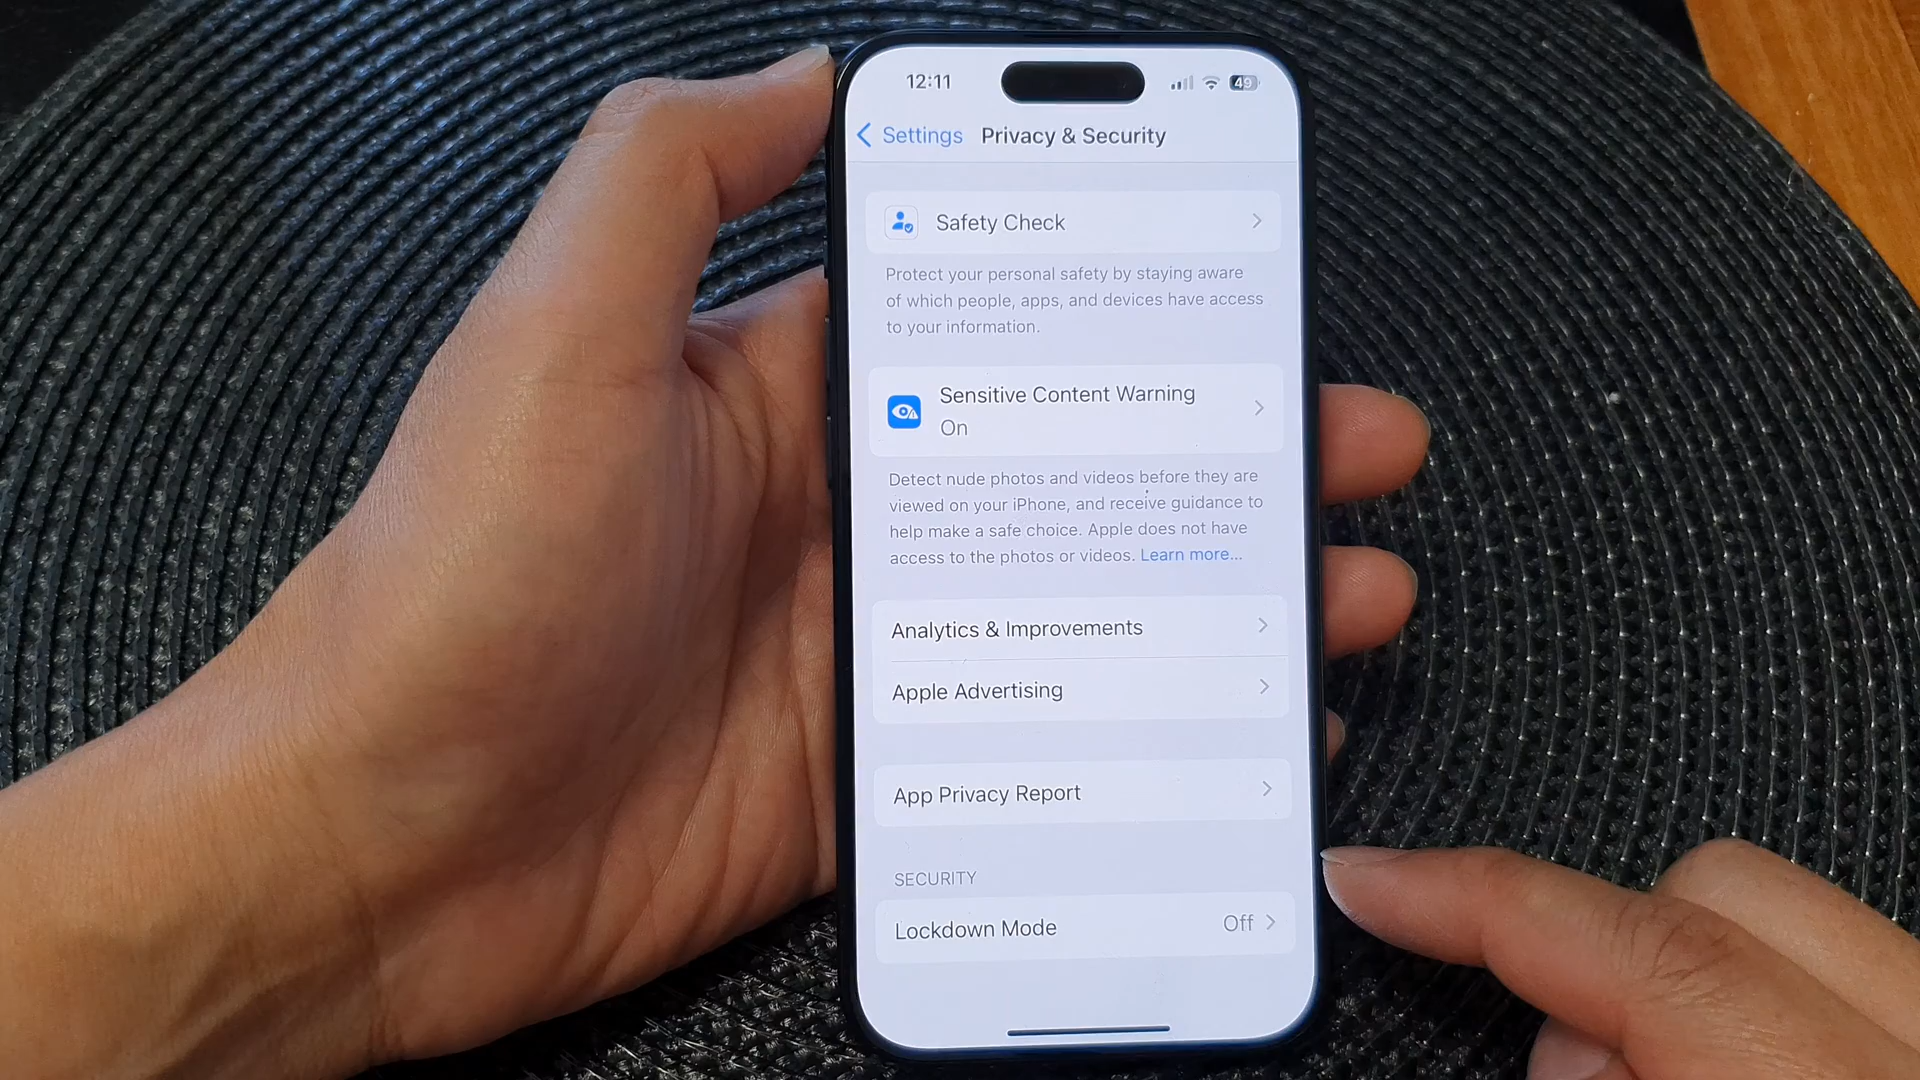 12:11
49
Settings Privacy & Security
Safety Check
Protect your personal safety by staying aware
of which people, apps, and devices have access
to your information.
Sensitive Content Warning
On
Detect nude photos and videos before they are
viewed on your iPhone, and receive guidance to
help make a safe choice. Apple does not have
access to the photos or videos. Learn more...
Analytics & Improvements
Apple Advertising
App Privacy Report
SECURITY
Lockdown Mode Off